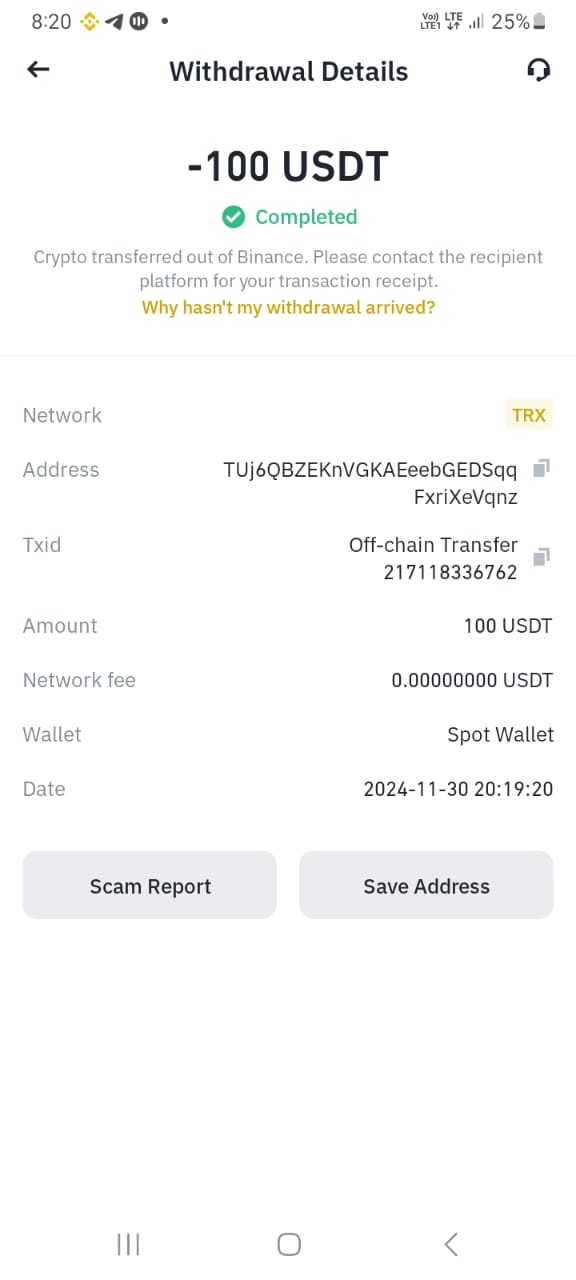 8:20
Vo)) LTE
LTE1
25%
Withdrawal Details
-100 USDT
Completed
Crypto transferred out of Binance. Please contact the recipient
platform for your transaction receipt.
Why hasn't my withdrawal arrived?
Network
TRX
Address
TUj6QBZEKnVGKAEeebGEDSqq
FxriXeVqnz
Txid
Off-chain Transfer
217118336762
Amount
100 USDT
Network fee
0.00000000 USDT
Wallet
Spot Wallet
Date
2024-11-30 20:19:20
Scam Report
Save Address